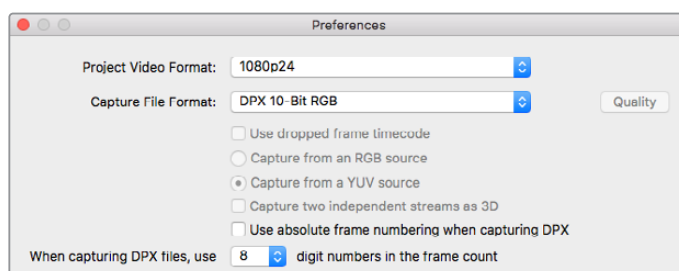 Preferences
Project Video Format: 1080p24
Capture File Format: DPX 10-Bit RGB Quality
Use dropped frame timecode
Capture from an RGB source
Capture from a YUV source
Capture two independent streams as 3D
Use absolute frame numbering when capturing DPX
When capturing DPX files, use 8 digit numbers in the frame count